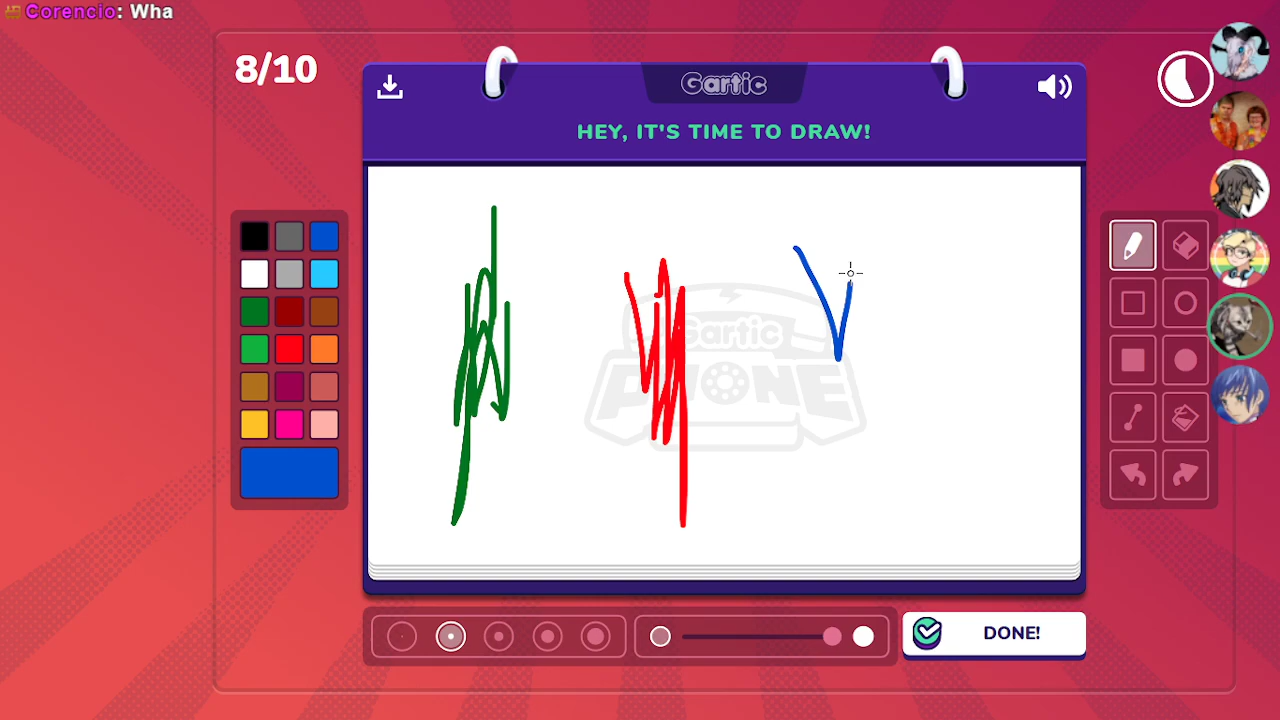 Corencio: Wha
8/10
Gartic
HEY, IT'S TIME TO DRAW!
Gartic
PHONE
DONE!